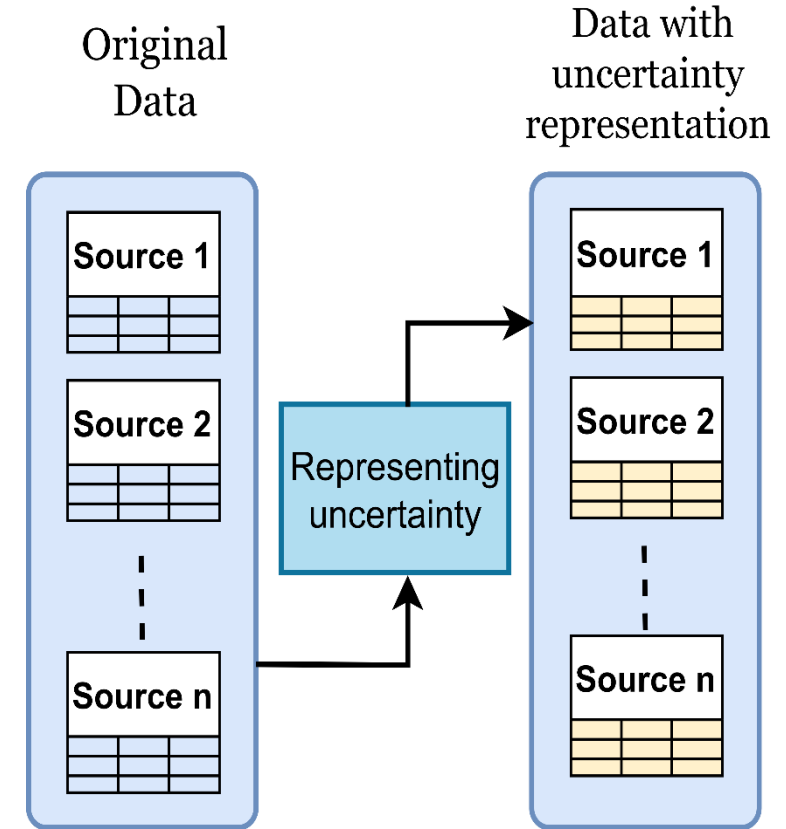 Original
Data
Source 1
Source 2
Source n
Representing
uncertainty
Data with
uncertainty
representation
Source 1
Source 2
Source n